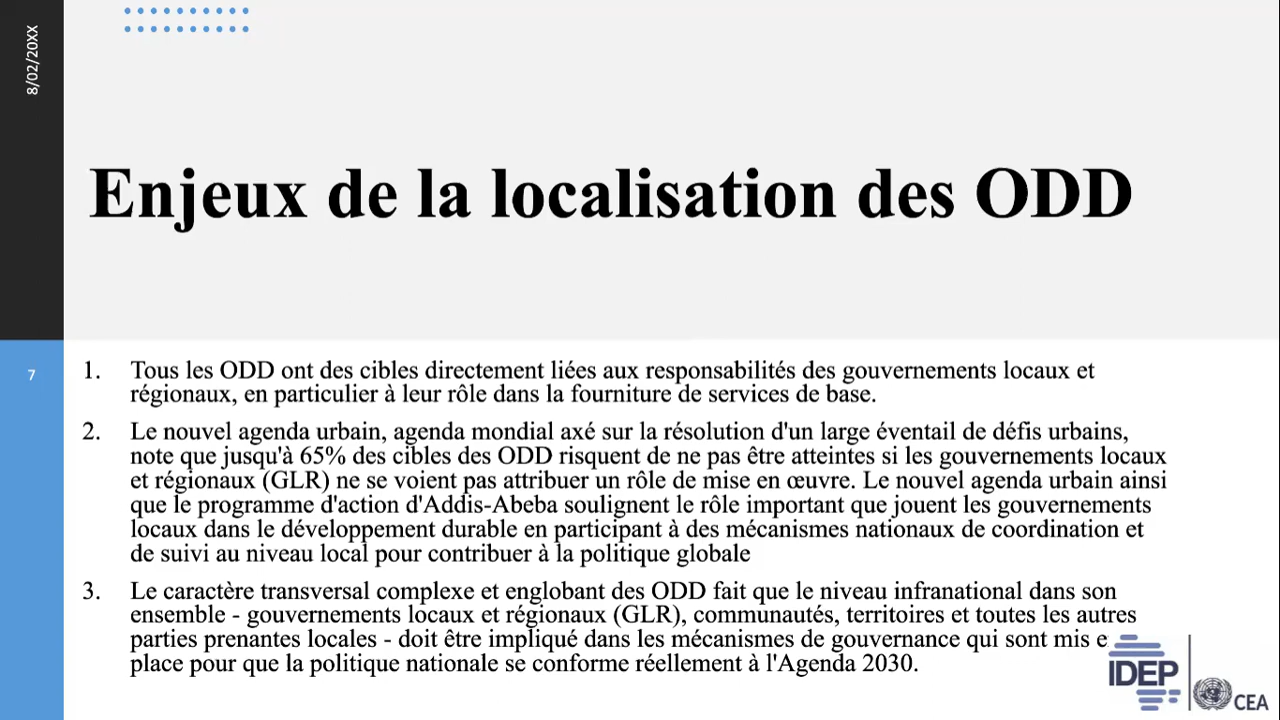 8/02/20XX
Enjeux de la localisation des ODD
7
1. Tous les ODD ont des cibles directement liées aux responsabilités des gouvernements locaux et
régionaux, en particulier à leur rôle dans la fourniture de services de base.
2. Le nouvel agenda urbain, agenda mondial axé sur la résolution d'un large éventail de défis urbains,
note que jusqu'à 65% des cibles des ODD risquent de ne pas être atteintes si les gouvernements locaux
et régionaux (GLR) ne se voient pas attribuer un rôle de mise en œuvre. Le nouvel agenda urbain ainsi
que le programme d'action d'Addis-Abeba soulignent le rôle important que jouent les gouvernements
locaux dans le développement durable en participant à des mécanismes nationaux de coordination et
de suivi au niveau local pour contribuer à la politique globale
3. Le caractère transversal complexe et englobant des ODD fait que le niveau infranational dans son
ensemble - gouvernements locaux et régionaux (GLR), communautés, territoires et toutes les autres
parties prenantes locales - doit être impliqué dans les mécanismes de gouvernance qui sont mis e
place pour que la politique nationale se conforme réellement à l'Agenda 2030.
IDEP
CEA